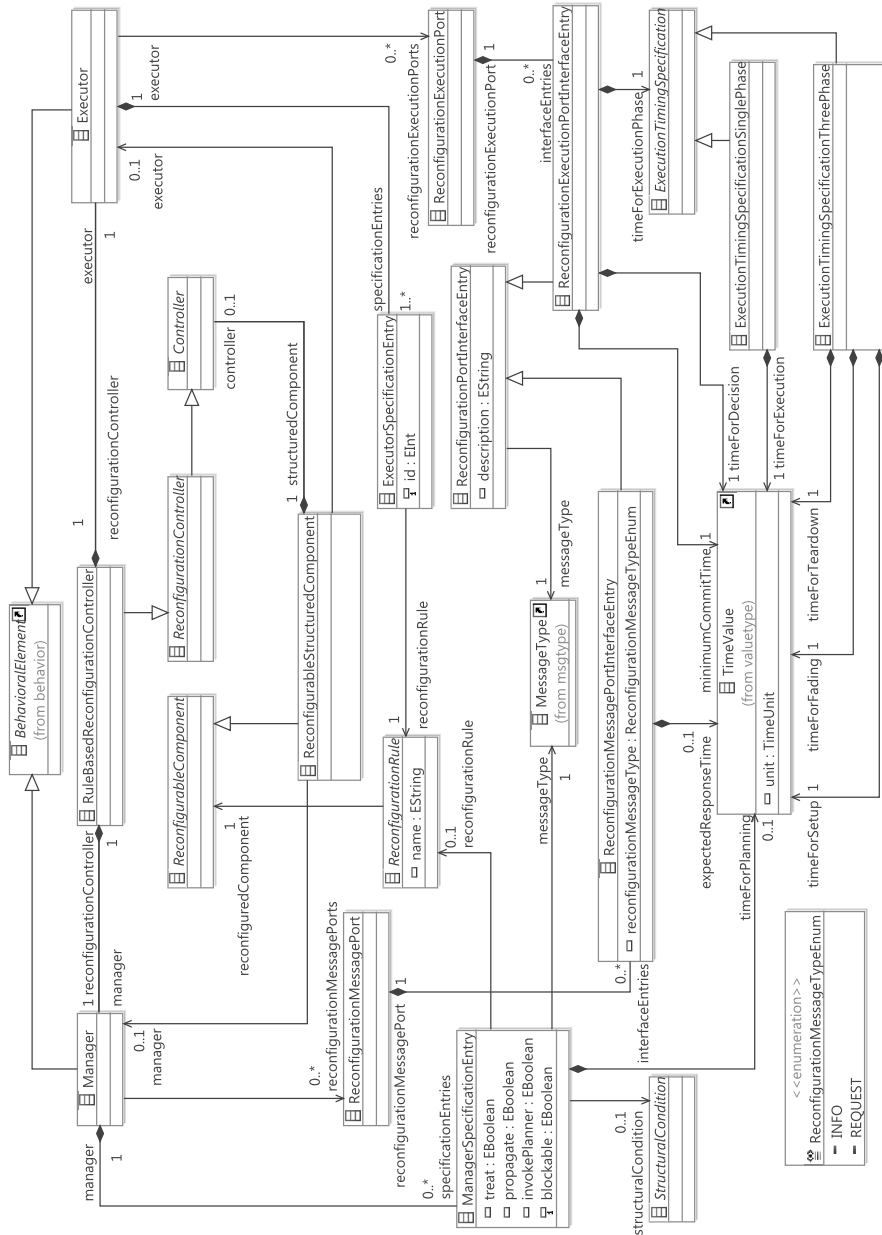 BehavioralElement
(from behavior)
Manager
RuleBasedReconfigurationController
Executor
manager
1
1 reconfigurationController
manager
1
1
reconfigurationController
executor
1
1
executor
0..1
executor
0..1
manager
ReconfigurableComponent
ReconfigurationController
Controller
0..1
controller
1
reconfiguredComponent
1 structuredComponent
ReconfigurableStructuredComponent
0..*
reconfigurationMessagePorts
ReconfigurationMessagePort
1
reconfigurationMessagePort
ReconfigurationRule
name : EString
1
reconfigurationRule
0..1
reconfigurationRule
ExecutorSpecificationEntry
id : EInt
specificationEntries
1..*
0..*
reconfigurationExecutionPorts
ReconfigurationExecutionPort
1
reconfigurationExecutionPort
0..*
specificationEntries
ManagerSpecificationEntry
treat : EBoolean
propagate : EBoolean
invokePlanner : EBoolean
blockable : EBoolean
ReconfigurationPortInterfaceEntry
description : EString
0..*
interfaceEntries
ReconfigurationExecutionPortInterfaceEntry
messageType
1
MessageType
(from msgtype)
1
messageType
0..*
interfaceEntries
ReconfigurationMessagePortInterfaceEntry
reconfigurationMessageType : ReconfigurationMessageTypeEnum
1
timeForExecutionPhase
ExecutionTimingSpecification
0..1
structuralCondition
StructuralCondition
expectedResponseTime
0..1
minimumCommitTime
1
1 timeForDecision
TimeValue
(from valuetype)
unit : TimeUnit
timeForPlanning
0..1
1 timeForExecution
ExecutionTimingSpecificationSinglePhase
timeForSetup 1
timeForFading 1
timeForTeardown 1
ExecutionTimingSpecificationThreePhase
<<enumeration>>
ReconfigurationMessageTypeEnum
INFO
REQUEST